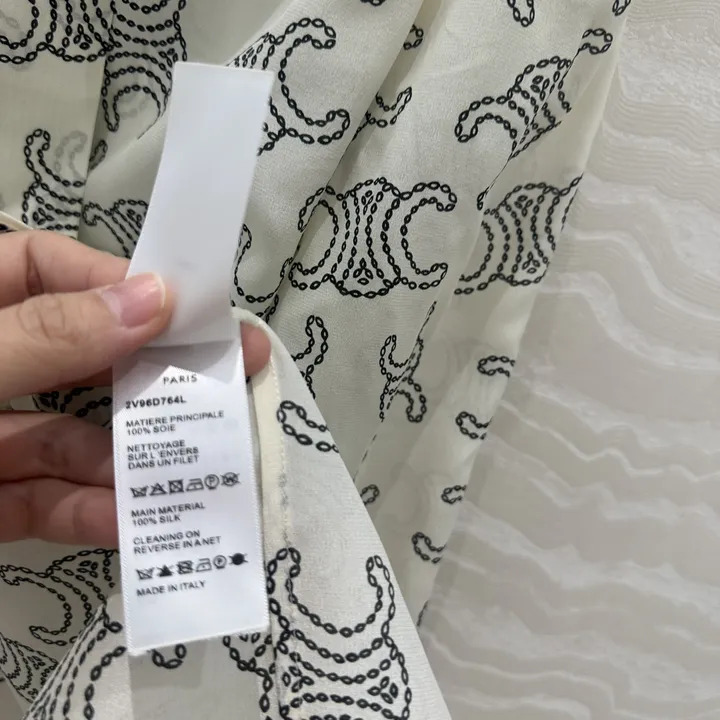 PARIS
2V96D764L
MATIERE PRINCIPALE
100% SOIE
NETTOYAGE
SUR L'ENVERS
DANS UN FILET
MAIN MATERIAL
100% SILK
CLEANING ON
REVERSE IN A NET
MADE IN ITALY